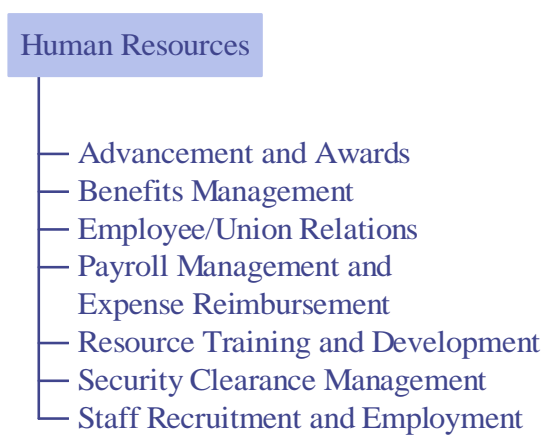 Human Resources
Advancement and Awards
Benefits Management
Employee/Union Relations
Payroll Management and
Expense Reimbursement
Resource Training and Development
Security Clearance Management
Staff Recruitment and Employment